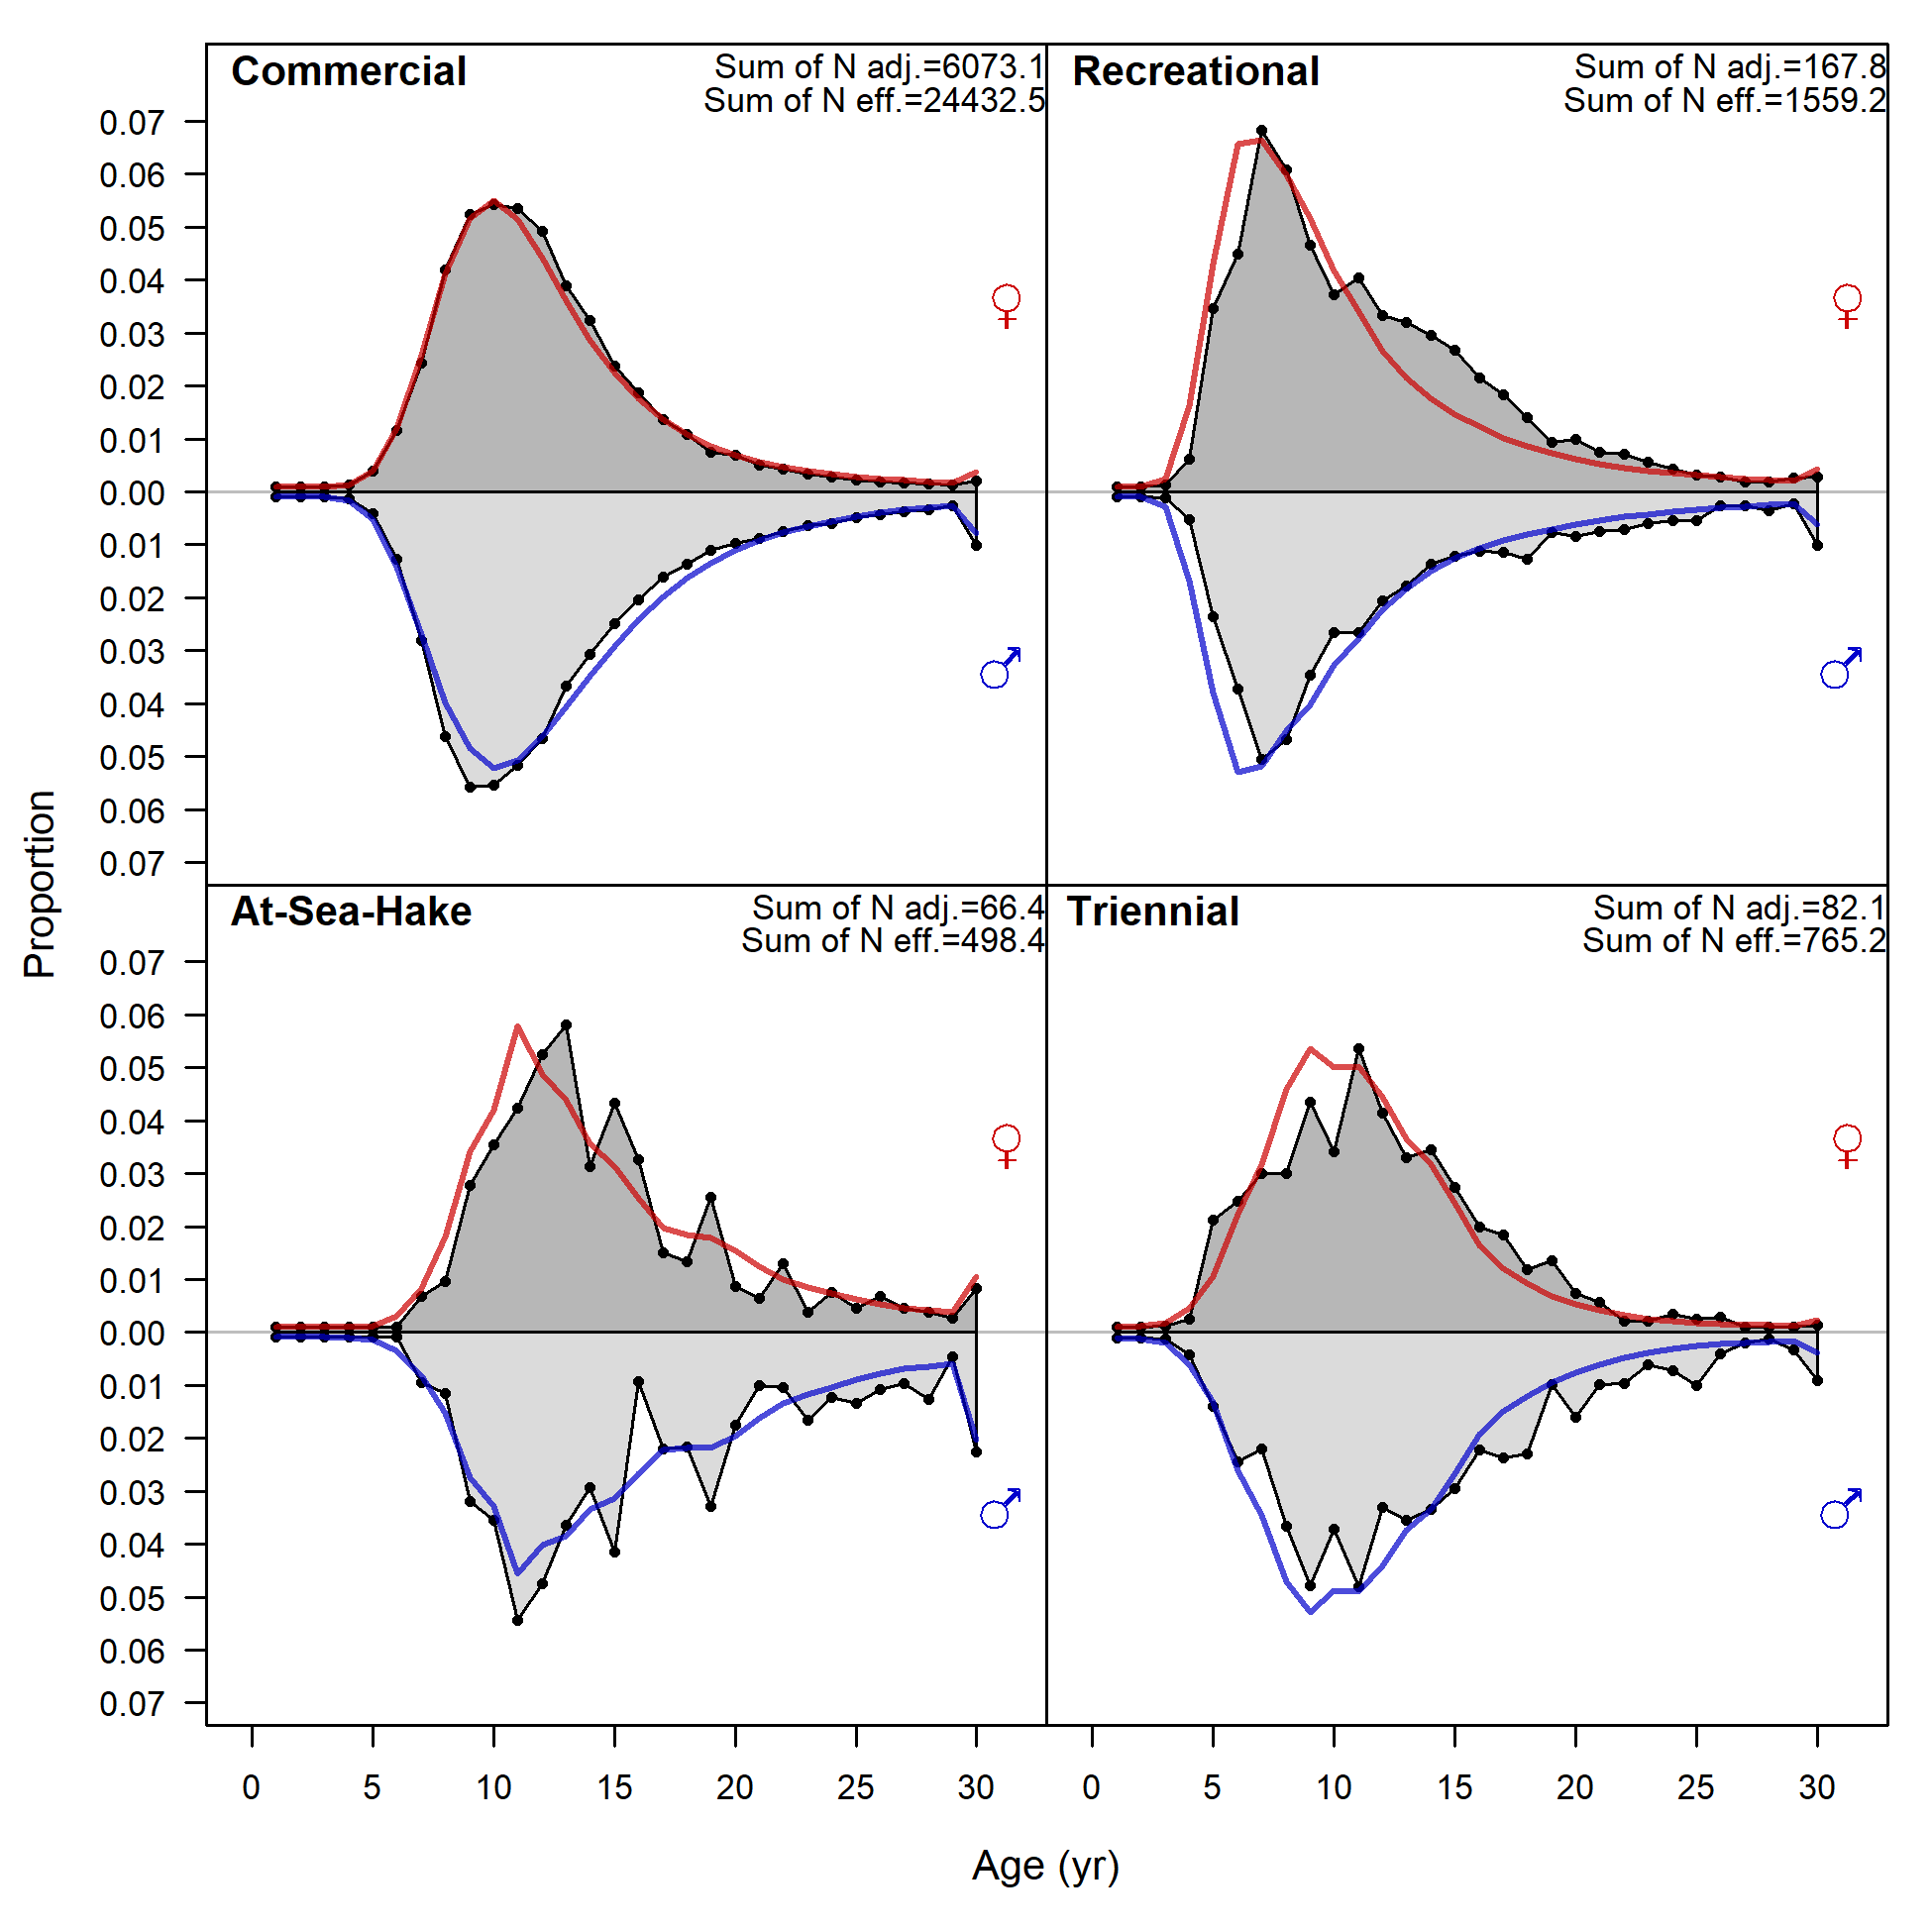 Commercial
Sum of N adj.=6073.1
Sum of N eff.=24432.5
Recreational
Sum of N adj.=167.8
Sum of N eff.=1559.2
0.07
0.06
0.05
0.04
0.03
0.02
0.01
0.00
0.01
0.02
0.03
0.04
0.05
0.06
0.07
♀
♀
♂
♂
Proportion
At-Sea-Hake
Sum of N adj.=66.4
Sum of N eff.=498.4
Triennial
Sum of N adj.=82.1
Sum of N eff.=765.2
0.07
0.06
0.05
0.04
0.03
0.02
0.01
0.00
0.01
0.02
0.03
0.04
0.05
0.06
0.07
♀
♀
♂
♂
0 5 10 15 20 25 30
0 5 10 15 20 25 30
Age (yr)